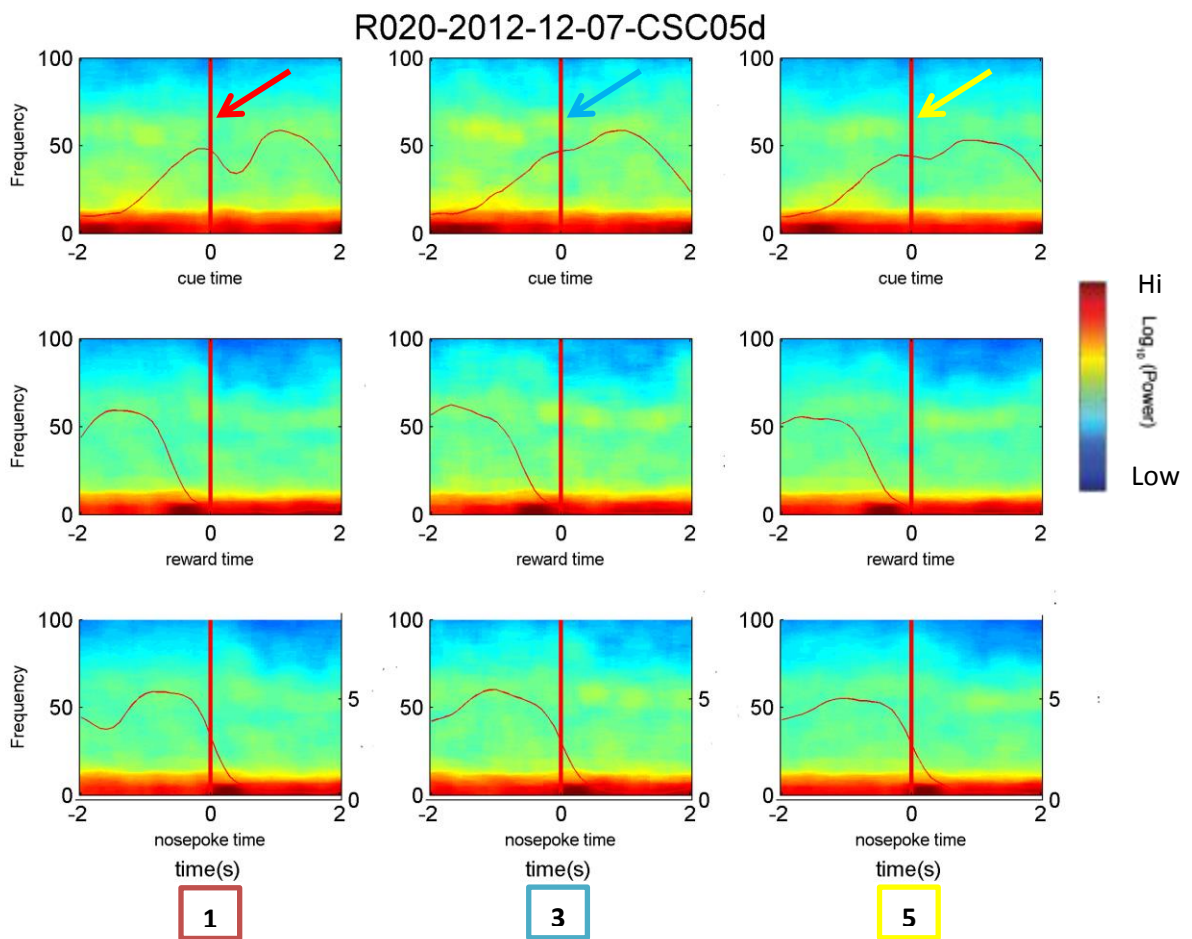 R020-2012-12-07-CSC05d
Frequency
100
50
0
-2 0 2
cue time
100
50
0
-2 0 2
cue time
100
50
0
-2 0 2
cue time
Hi
Log₁₀ (Power)
Low
Frequency
100
50
0
-2 0 2
reward time
100
50
0
-2 0 2
reward time
100
50
0
-2 0 2
reward time
Frequency
100
50
0
5
0
-2 0 2
nosepoke time
100
50
0
5
0
-2 0 2
nosepoke time
100
50
0
5
0
-2 0 2
nosepoke time
time(s)
time(s)
time(s)
1
3
5